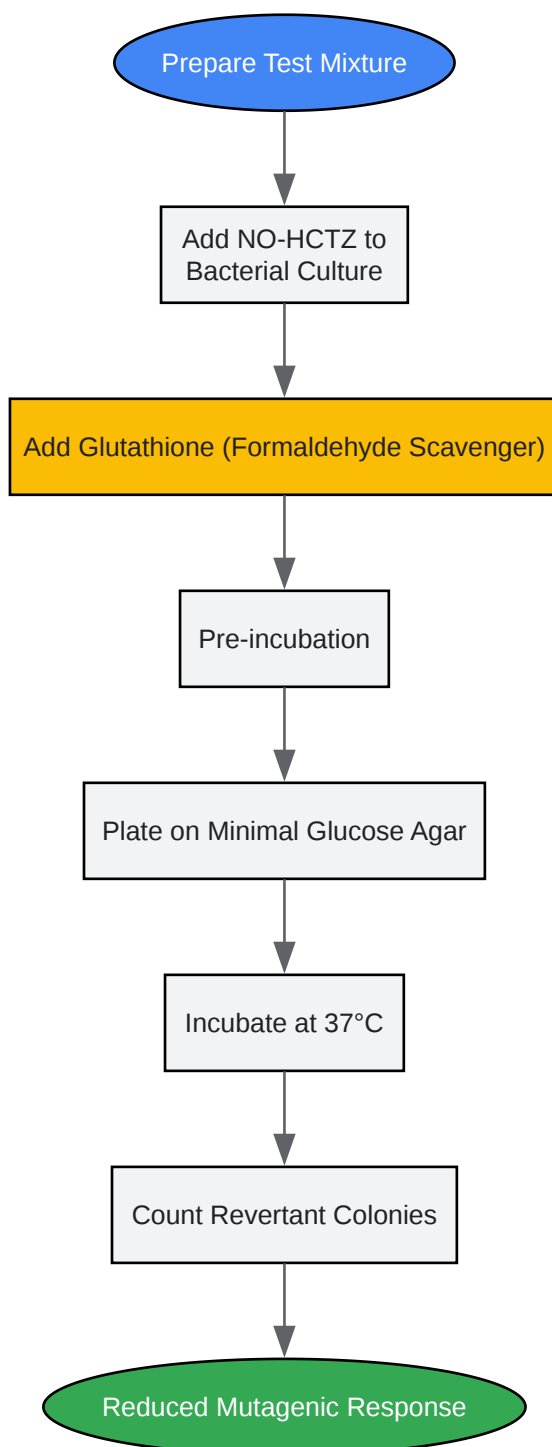 Prepare Test Mixture
Add NO-HCTZ to
Bacterial Culture
Add Glutathione (Formaldehyde Scavenger)
Pre-incubation
Plate on Minimal Glucose Agar
Incubate at 37°C
Count Revertant Colonies
Reduced Mutagenic Response